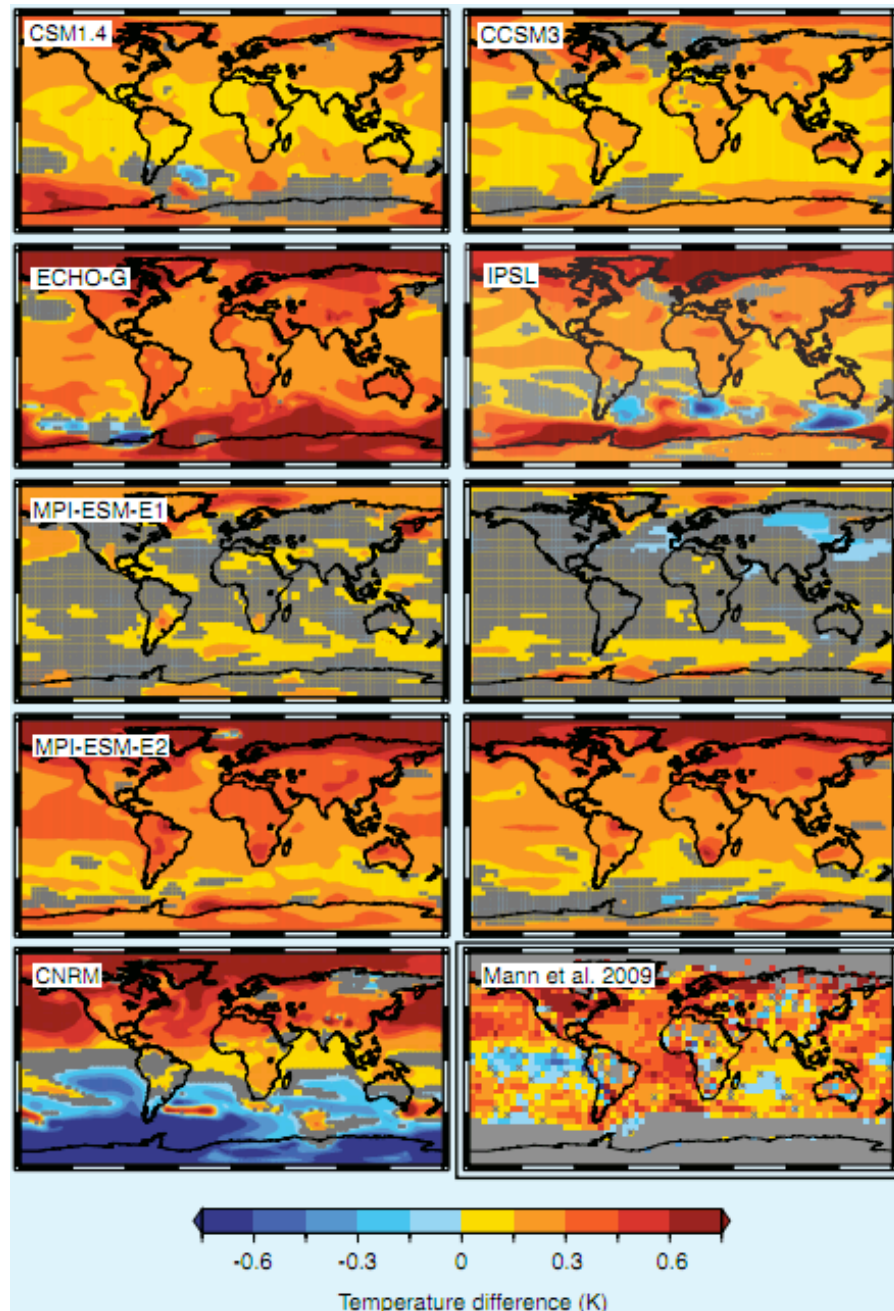 CSM1.4
CCSM3
ECHO-G
IPSL
MPI-ESM-E1
MPI-ESM-E2
CNRM
Mann et al. 2009
-0.6 -0.3 0 0.3 0.6
Temperature difference (K)